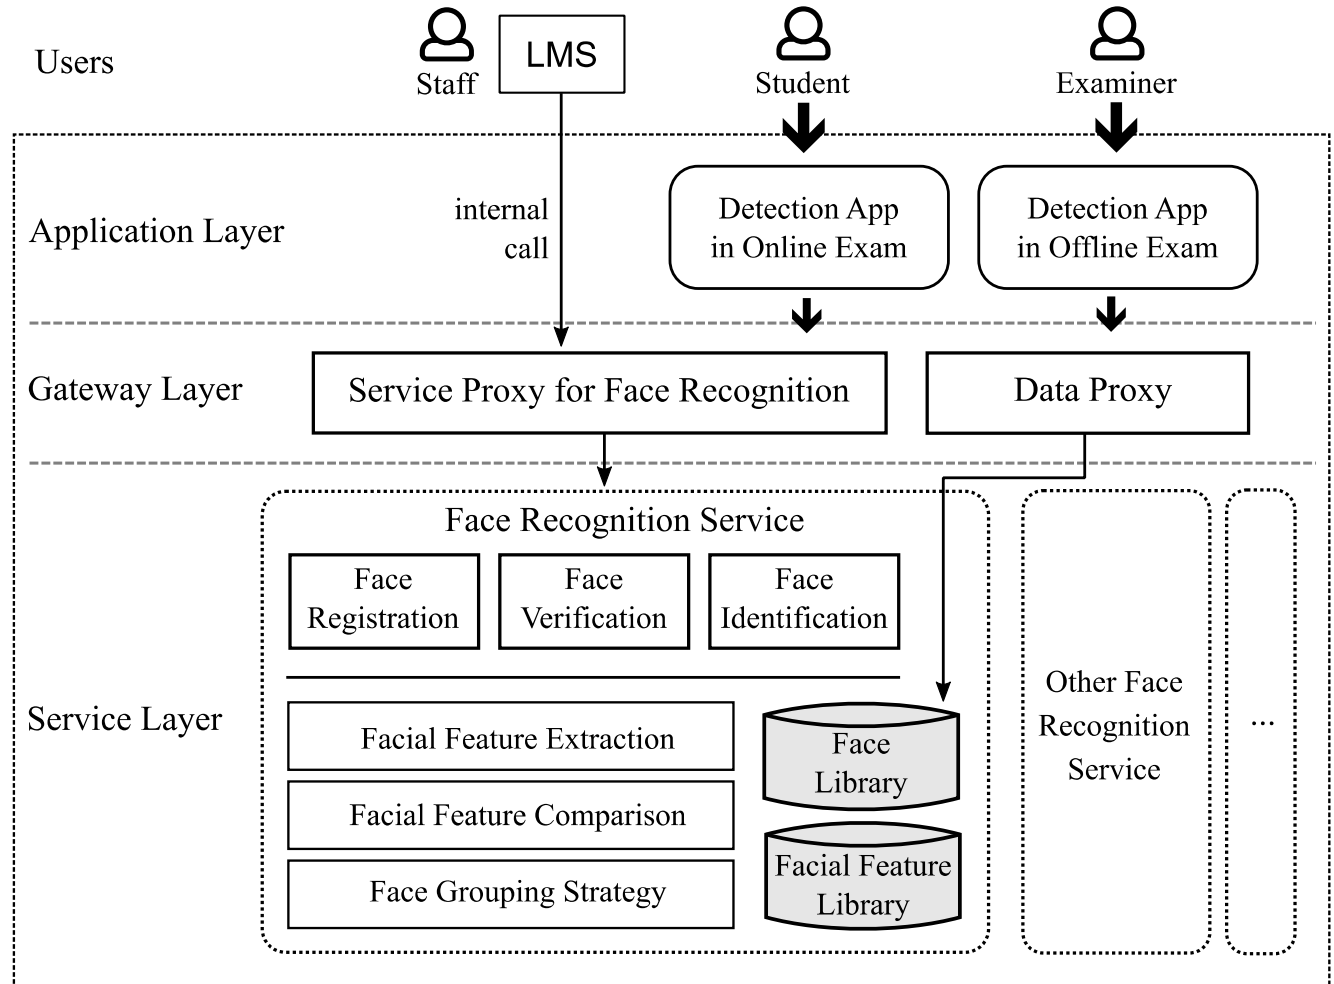 Users
Staff
LMS
Student
Examiner
Application Layer
internal
call
Detection App
in Online Exam
Detection App
in Offline Exam
Gateway Layer
Service Proxy for Face Recognition
Data Proxy
Service Layer
Face Recognition Service
Face
Registration
Face
Verification
Face
Identification
Facial Feature Extraction
Facial Feature Comparison
Face Grouping Strategy
Face
Library
Facial Feature
Library
Other Face
Recognition
Service
...